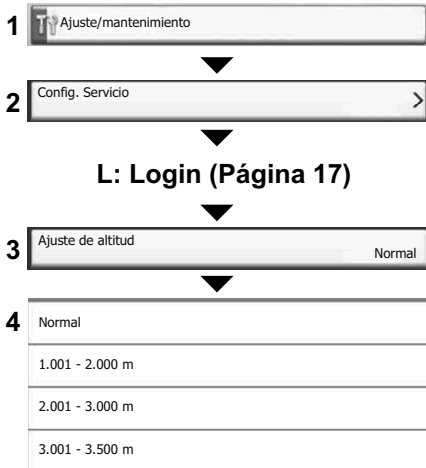 1 Ajuste/mantenimiento
2 Config. Servicio
L: Login (Página 17)
3 Ajuste de altitud Normal
4 Normal
1.001 - 2.000 m
2.001 - 3.000 m
3.001 - 3.500 m